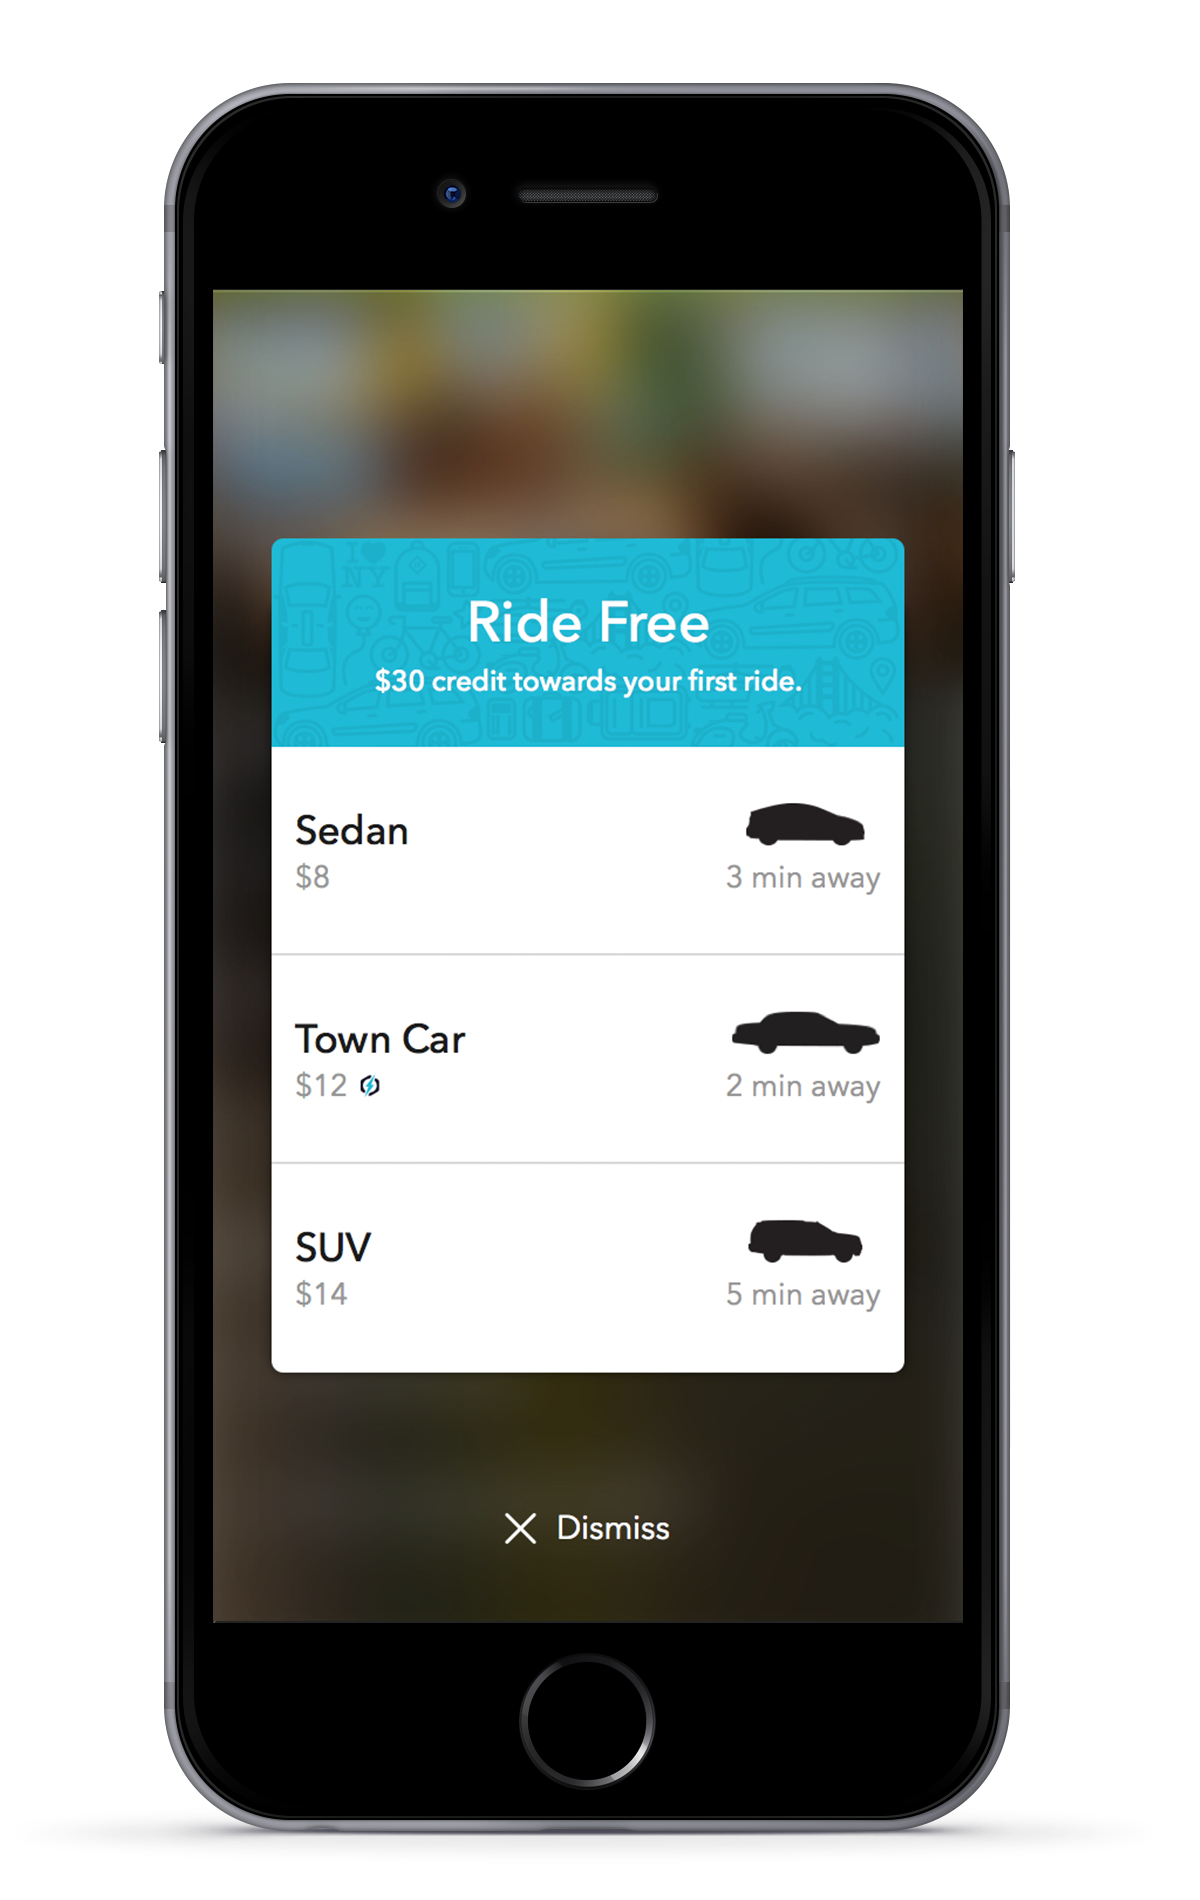 I ♥
NY
Ride Free
$30 credit towards your first ride.
Sedan
$8
3 min away
Town Car
$12
2 min away
SUV
$14
5 min away
Dismiss